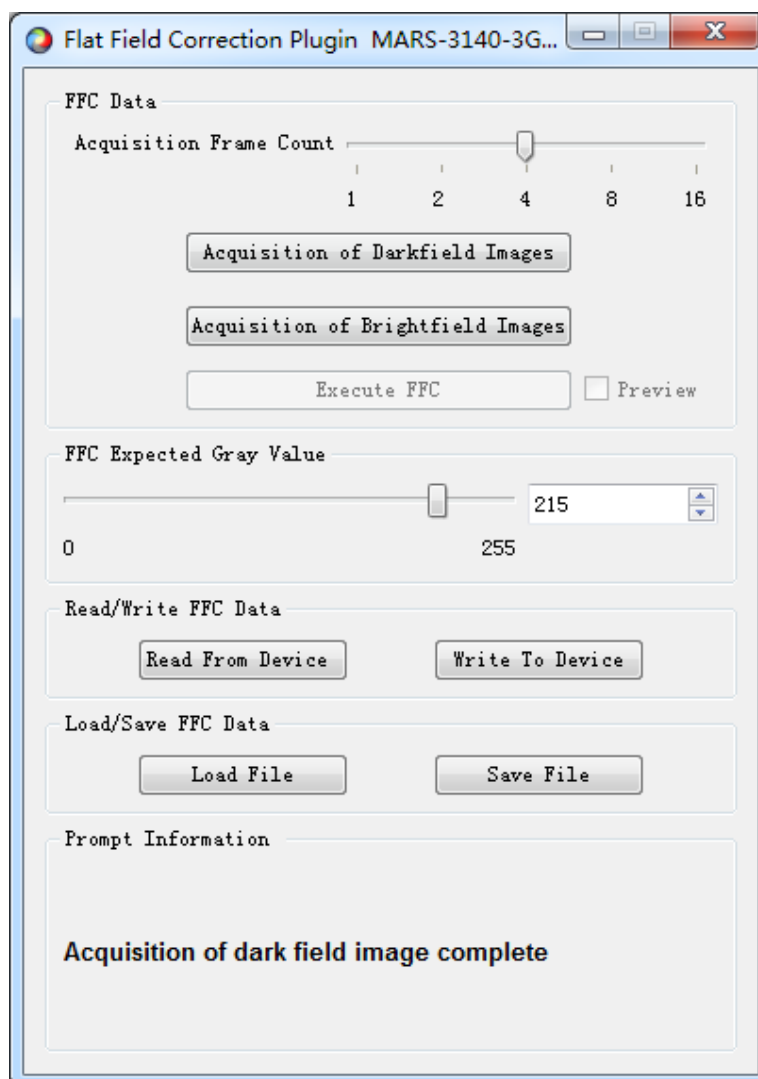 Flat Field Correction Plugin MARS-3140-3G...
FFC Data
Acquisition Frame Count
1 2 4 8 16
Acquisition of Darkfield Images
Acquisition of Brightfield Images
Execute FFC Preview
FFC Expected Gray Value
215
0 255
Read/Write FFC Data
Read From Device Write To Device
Load/Save FFC Data
Load File Save File
Prompt Information
Acquisition of dark field image complete